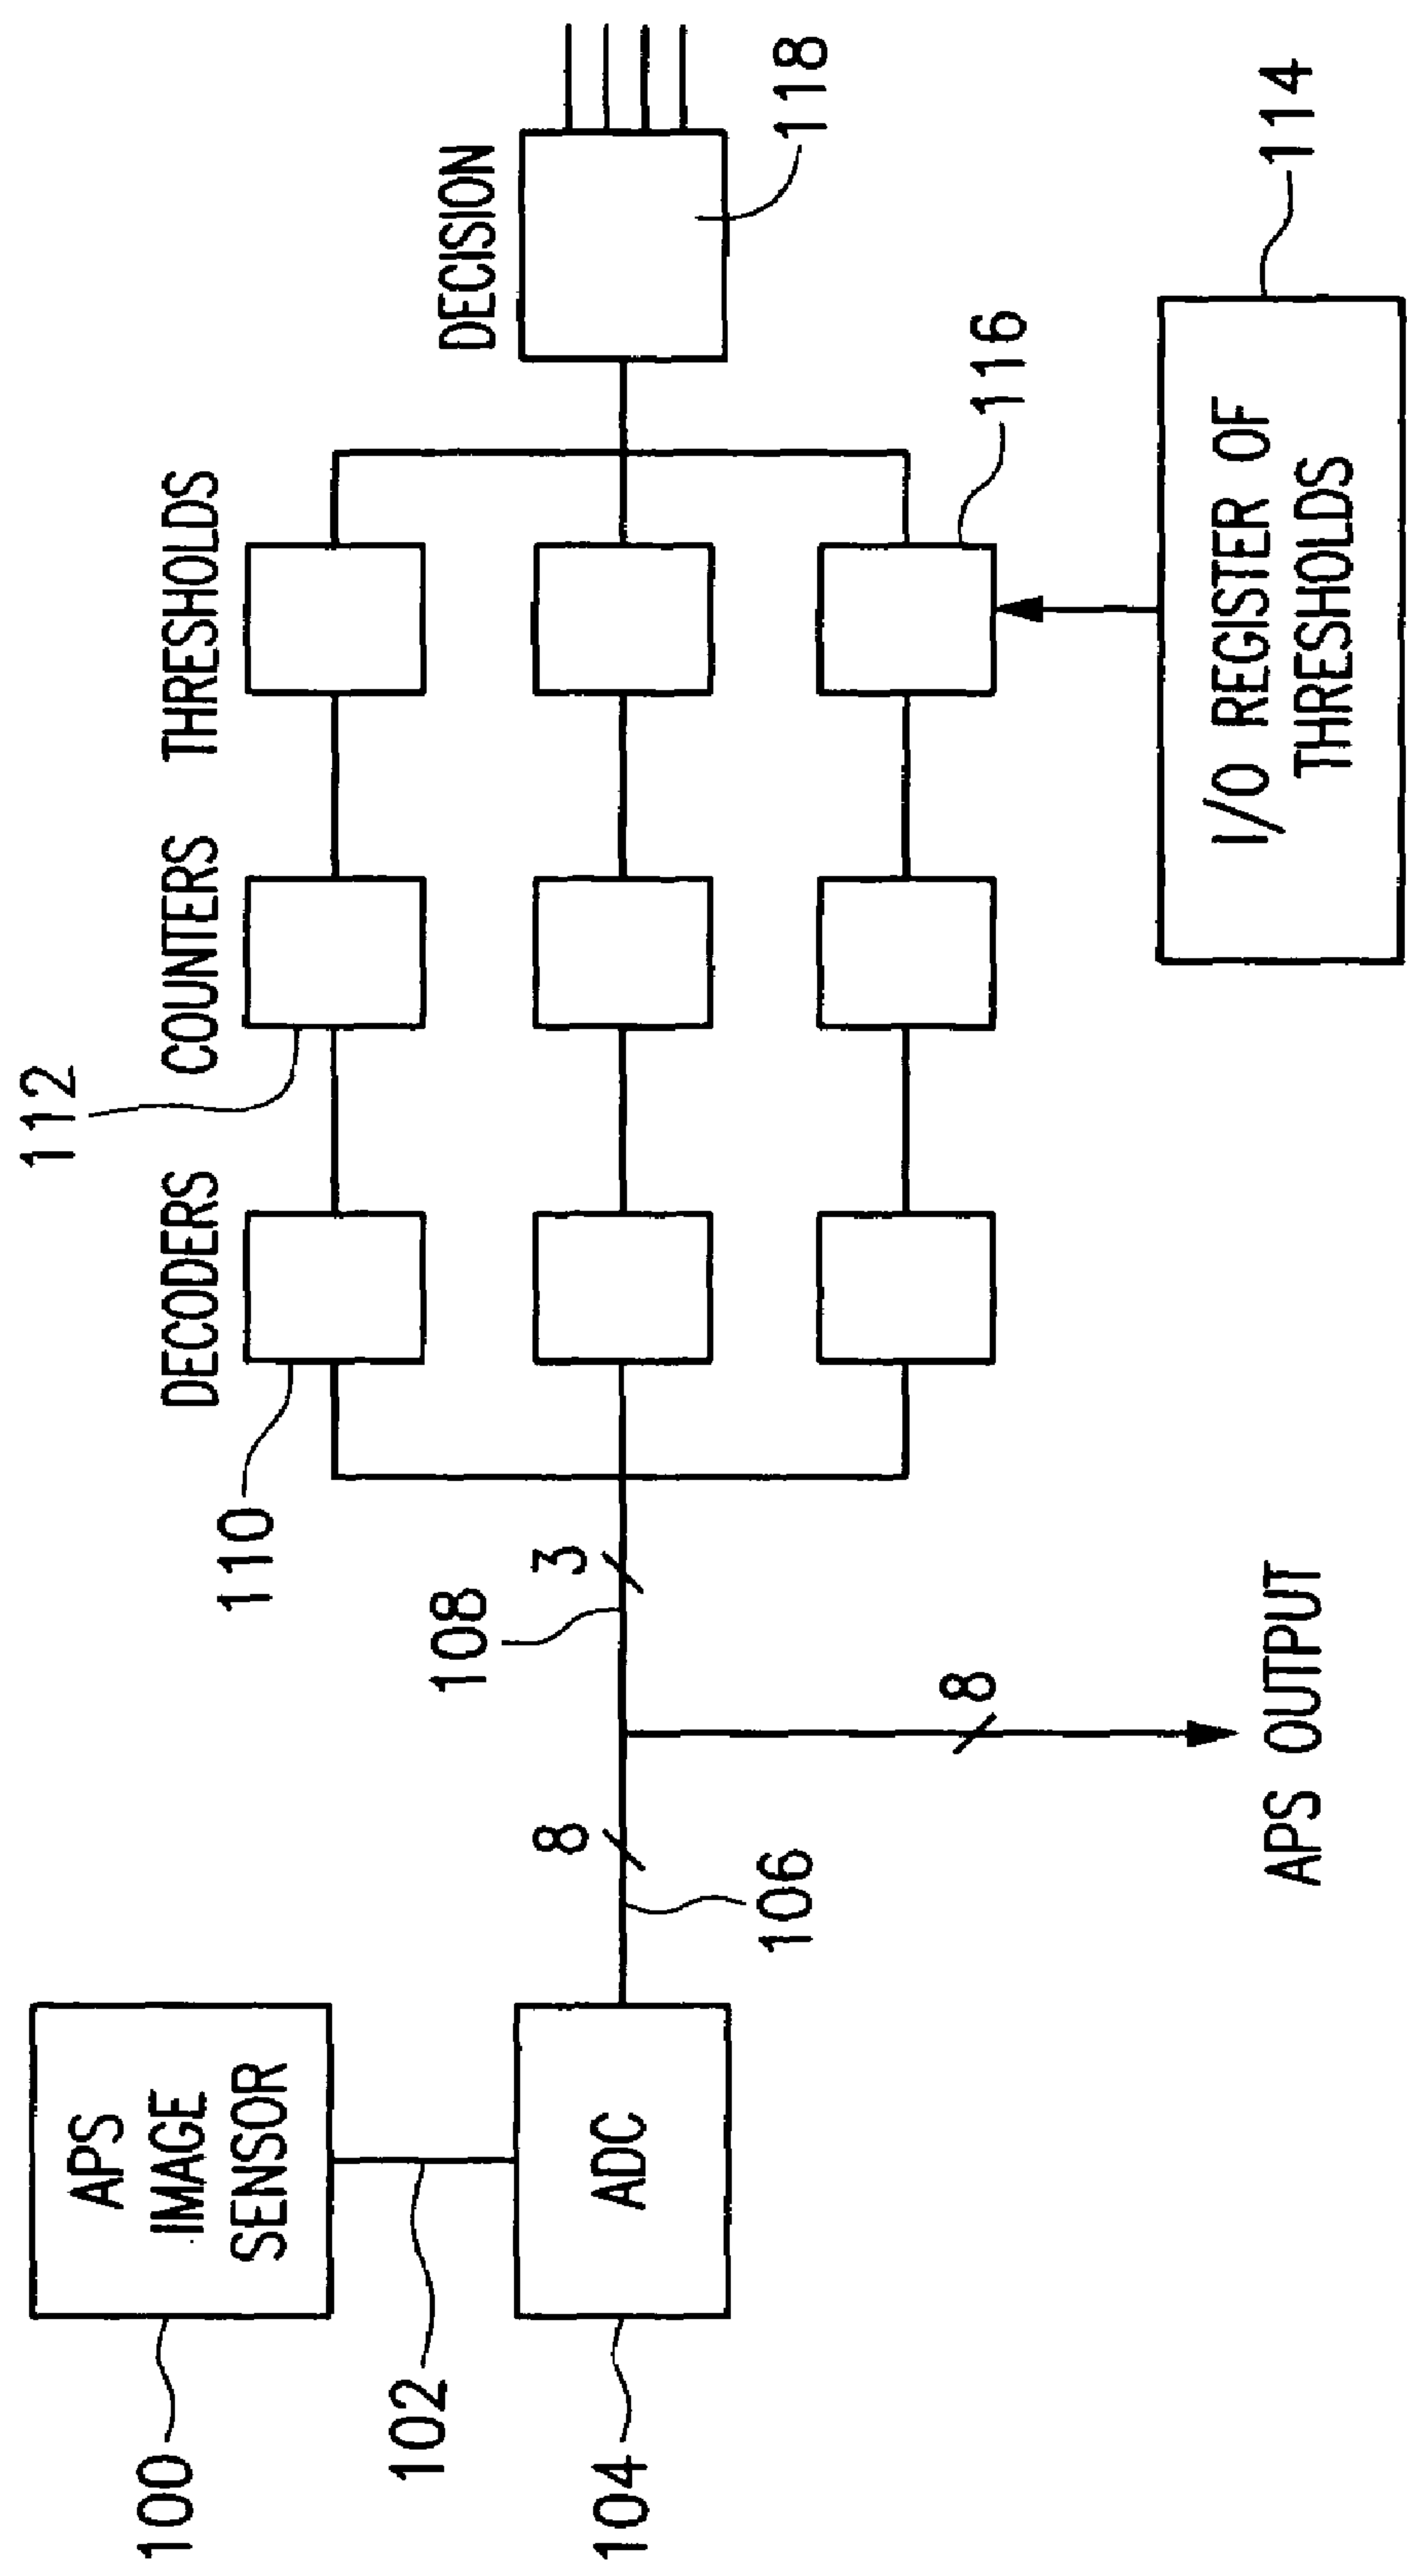 100
APS
IMAGE
SENSOR
102
104
ADC
106
8
8
APS OUTPUT
108
3
110
DECODERS
112
COUNTERS
THRESHOLDS
116
I/O REGISTER OF
THRESHOLDS
114
DECISION
118